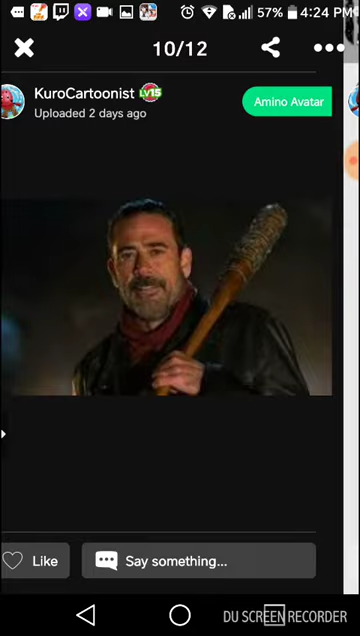 57% 4:24 PM
10/12
KuroCartoonist LV15
Uploaded 2 days ago
Amino Avatar
Like
Say something...
DU SCREEN RECORDER